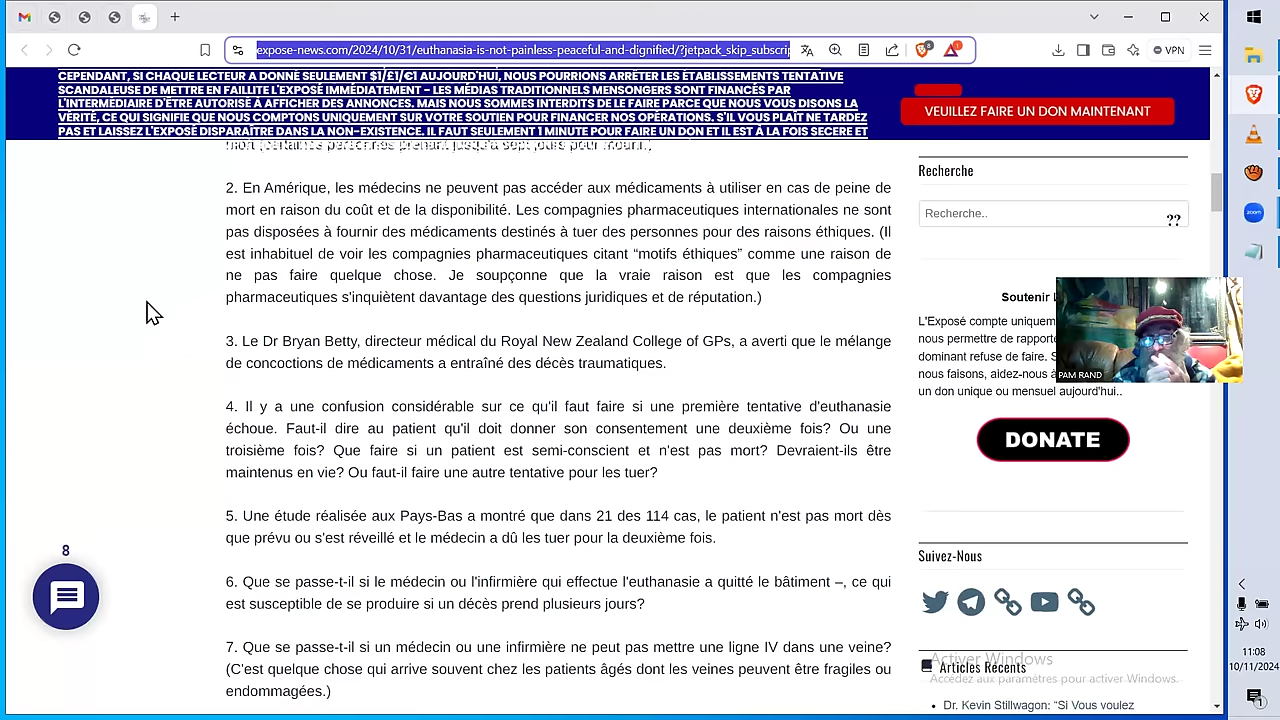 expose-news.com/2024/10/31/euthanasia-is-not-painless-peaceful-and-dignified/?jetpack_skip_subscrip
8
1
VPN
CEPENDANT, SI CHAQUE LECTEUR A DONNÉ SEULEMENT $1/£1/€1 AUJOURD'HUI, NOUS POURRIONS ARRÊTER LES ÉTABLISSEMENTS TENTATIVE
SCANDALEUSE DE METTRE EN FAILLITE L'EXPOSÉ IMMÉDIATEMENT – LES MÉDIAS TRADITIONNELS MENSONGERS SONT FINANCÉS PAR
L'INTERMÉDIAIRE D'ÊTRE AUTORISÉ À AFFICHER DES ANNONCES. MAIS NOUS SOMMES INTERDITS DE LE FAIRE PARCE QUE NOUS VOUS DISONS LA
VÉRITÉ, CE QUI SIGNIFIE QUE NOUS COMPTONS UNIQUEMENT SUR VOTRE SOUTIEN POUR FINANCER NOS OPÉRATIONS. S'IL VOUS PLAÎT NE TARDEZ
PAS ET LAISSEZ L'EXPOSÉ DISPARAÎTRE DANS LA NON-EXISTENCE. IL FAUT SEULEMENT 1 MINUTE POUR FAIRE UN DON ET IL EST À LA FOIS SECERE ET
VEUILLEZ FAIRE UN DON MAINTENANT
2. En Amérique, les médecins ne peuvent pas accéder aux médicaments à utiliser en cas de peine de
mort en raison du coût et de la disponibilité. Les compagnies pharmaceutiques internationales ne sont
pas disposées à fournir des médicaments destinés à tuer des personnes pour des raisons éthiques. (Il
est inhabituel de voir les compagnies pharmaceutiques citant “motifs éthiques” comme une raison de
ne pas faire quelque chose. Je soupçonne que la vraie raison est que les compagnies
pharmaceutiques s'inquiètent davantage des questions juridiques et de réputation.)
3. Le Dr Bryan Betty, directeur médical du Royal New Zealand College of GPs, a averti que le mélange
de concoctions de médicaments a entraîné des décès traumatiques.
4. Il y a une confusion considérable sur ce qu'il faut faire si une première tentative d'euthanasie
échoue. Faut-il dire au patient qu'il doit donner son consentement une deuxième fois? Ou une
troisième fois? Que faire si un patient est semi-conscient et n'est pas mort? Devraient-ils être
maintenus en vie? Ou faut-il faire une autre tentative pour les tuer?
5. Une étude réalisée aux Pays-Bas a montré que dans 21 des 114 cas, le patient n'est pas mort dès
que prévu ou s'est réveillé et le médecin a dû les tuer pour la deuxième fois.
6. Que se passe-t-il si le médecin ou l'infirmière qui effectue l'euthanasie a quitté le bâtiment –, ce qui
est susceptible de se produire si un décès prend plusieurs jours?
7. Que se passe-t-il si un médecin ou une infirmière ne peut pas mettre une ligne IV dans une veine?
(C'est quelque chose qui arrive souvent chez les patients âgés dont les veines peuvent être fragiles ou
endommagées.)
8
Recherche
Recherche..
??
Soutenir
L'Exposé compte uniquem
nous permettre de rapport
dominant refuse de faire. S
nous faisons, aidez-nous à
un don unique ou mensuel aujourd'hui..
PAM RAND
DONATE
Suivez-Nous
Articles Récents
Activer Windows
Accédez aux paramètres pour activer Windows.
Dr. Kevin Stillwagon: “Si Vous voulez
zoom
11:08
10/11/2024
1